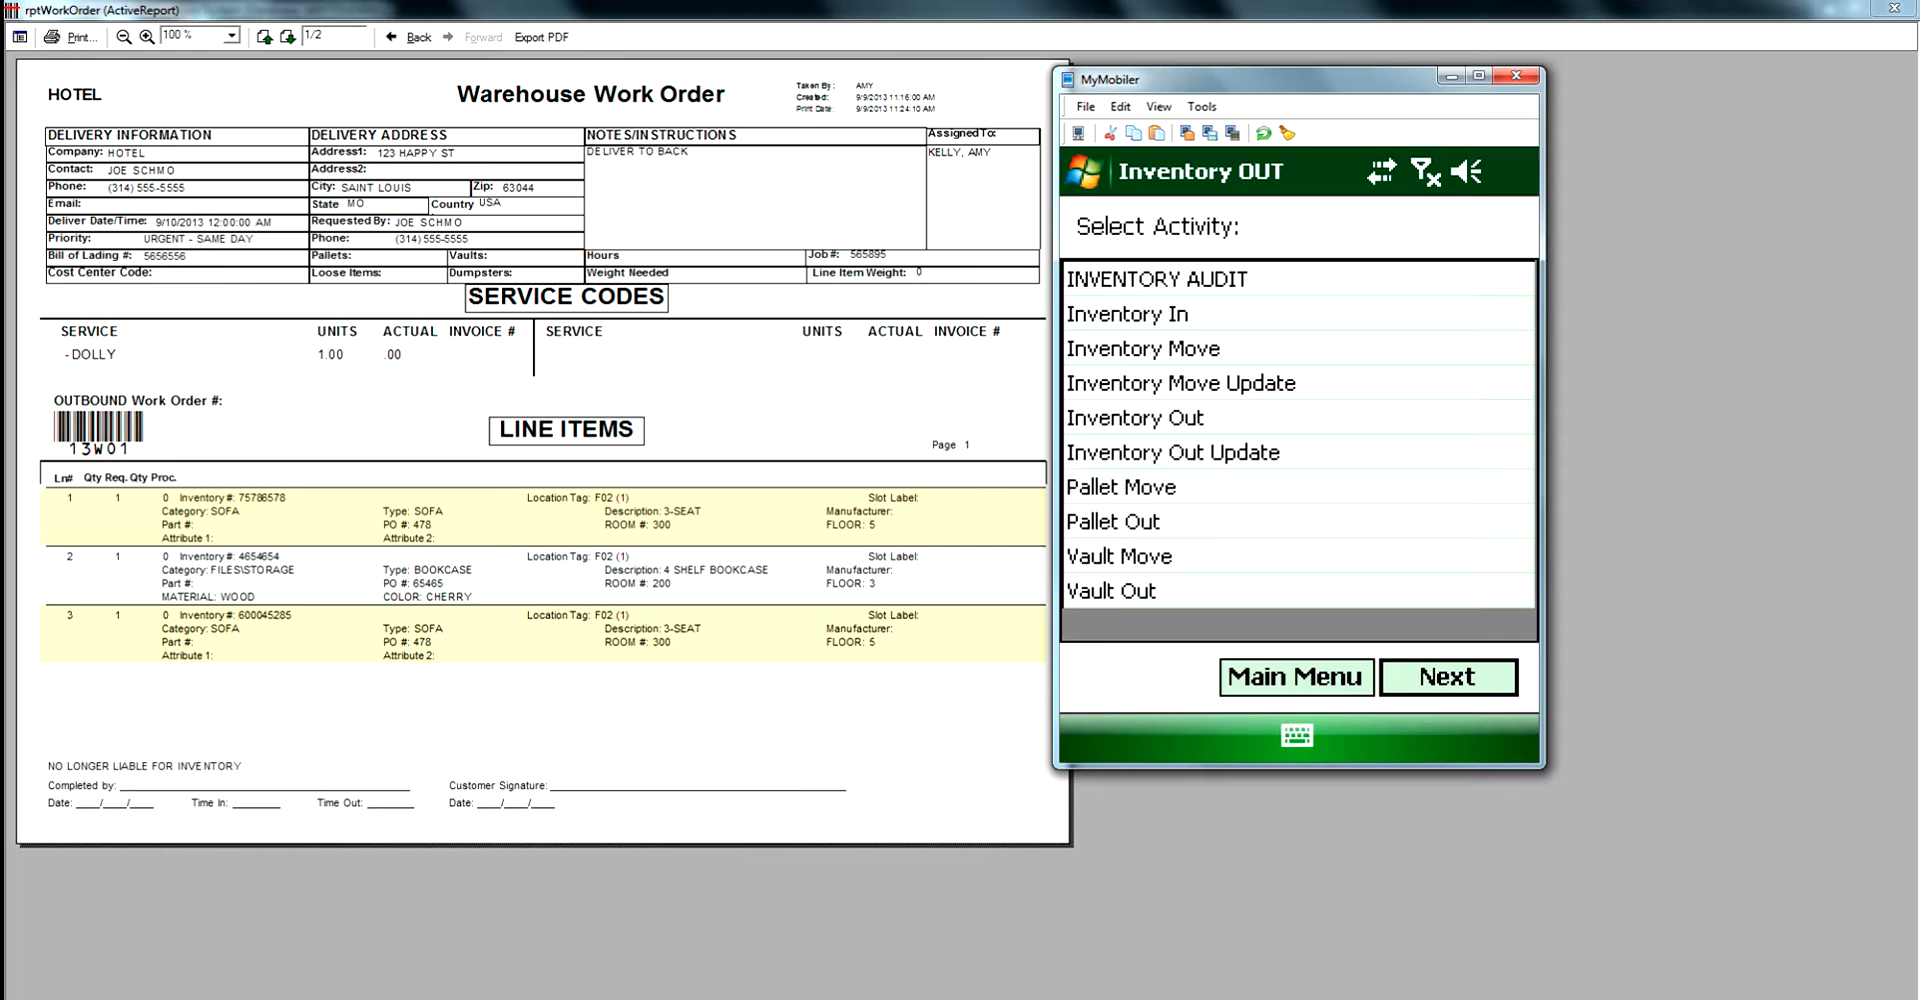 rptWorkOrder (ActiveReport)
Print... 100 % 1/2 Back Forward Export PDF
HOTEL
Warehouse Work Order
Taken By: AMY
Created: 9/9/2013 11:16:00 AM
Print Date: 9/9/2013 11:24:10 AM
DELIVERY INFORMATION DELIVERY ADDRESS NOTES/INSTRUCTIONS Assigned To:
Company: HOTEL Address1: 123 HAPPY ST DELIVER TO BACK KELLY, AMY
Contact: JOE SCHMO Address2:
Phone: (314) 555-5555 City: SAINT LOUIS Zip: 63044
Email: State MO Country USA
Deliver Date/Time: 9/10/2013 12:00:00 AM Requested By: JOE SCHMO
Priority: URGENT - SAME DAY Phone: (314) 555-5555
Bill of Lading #: 5656556 Pallets: Vaults: Hours Job#: 565895
Cost Center Code: Loose Items: Dumpsters: Weight Needed Line Item Weight: 0
SERVICE CODES
SERVICE UNITS ACTUAL INVOICE # SERVICE UNITS ACTUAL INVOICE #
- DOLLY 1.00 .00
OUTBOUND Work Order #:
13W01
LINE ITEMS
Page 1
Ln# Qty Req. Qty Proc.
1 1 0 Inventory #: 75786578 Location Tag: F02 (1) Slot Label:
Category: SOFA Type: SOFA Description: 3-SEAT Manufacturer:
Part #: PO #: 478 ROOM #: 300 FLOOR: 5
Attribute 1: Attribute 2:
2 1 0 Inventory #: 4654654 Location Tag: F02 (1) Slot Label:
Category: FILES\STORAGE Type: BOOKCASE Description: 4 SHELF BOOKCASE Manufacturer:
Part #: PO #: 65465 ROOM #: 200 FLOOR: 3
MATERIAL: WOOD COLOR: CHERRY
3 1 0 Inventory #: 600045285 Location Tag: F02 (1) Slot Label:
Category: SOFA Type: SOFA Description: 3-SEAT Manufacturer:
Part #: PO #: 478 ROOM #: 300 FLOOR: 5
Attribute 1: Attribute 2:
NO LONGER LIABLE FOR INVENTORY
Completed by: Customer Signature:
Date: __/__/__ Time In: Time Out: Date: __/__/__
MyMobiler
File Edit View Tools
Inventory OUT
Select Activity:
INVENTORY AUDIT
Inventory In
Inventory Move
Inventory Move Update
Inventory Out
Inventory Out Update
Pallet Move
Pallet Out
Vault Move
Vault Out
Main Menu Next